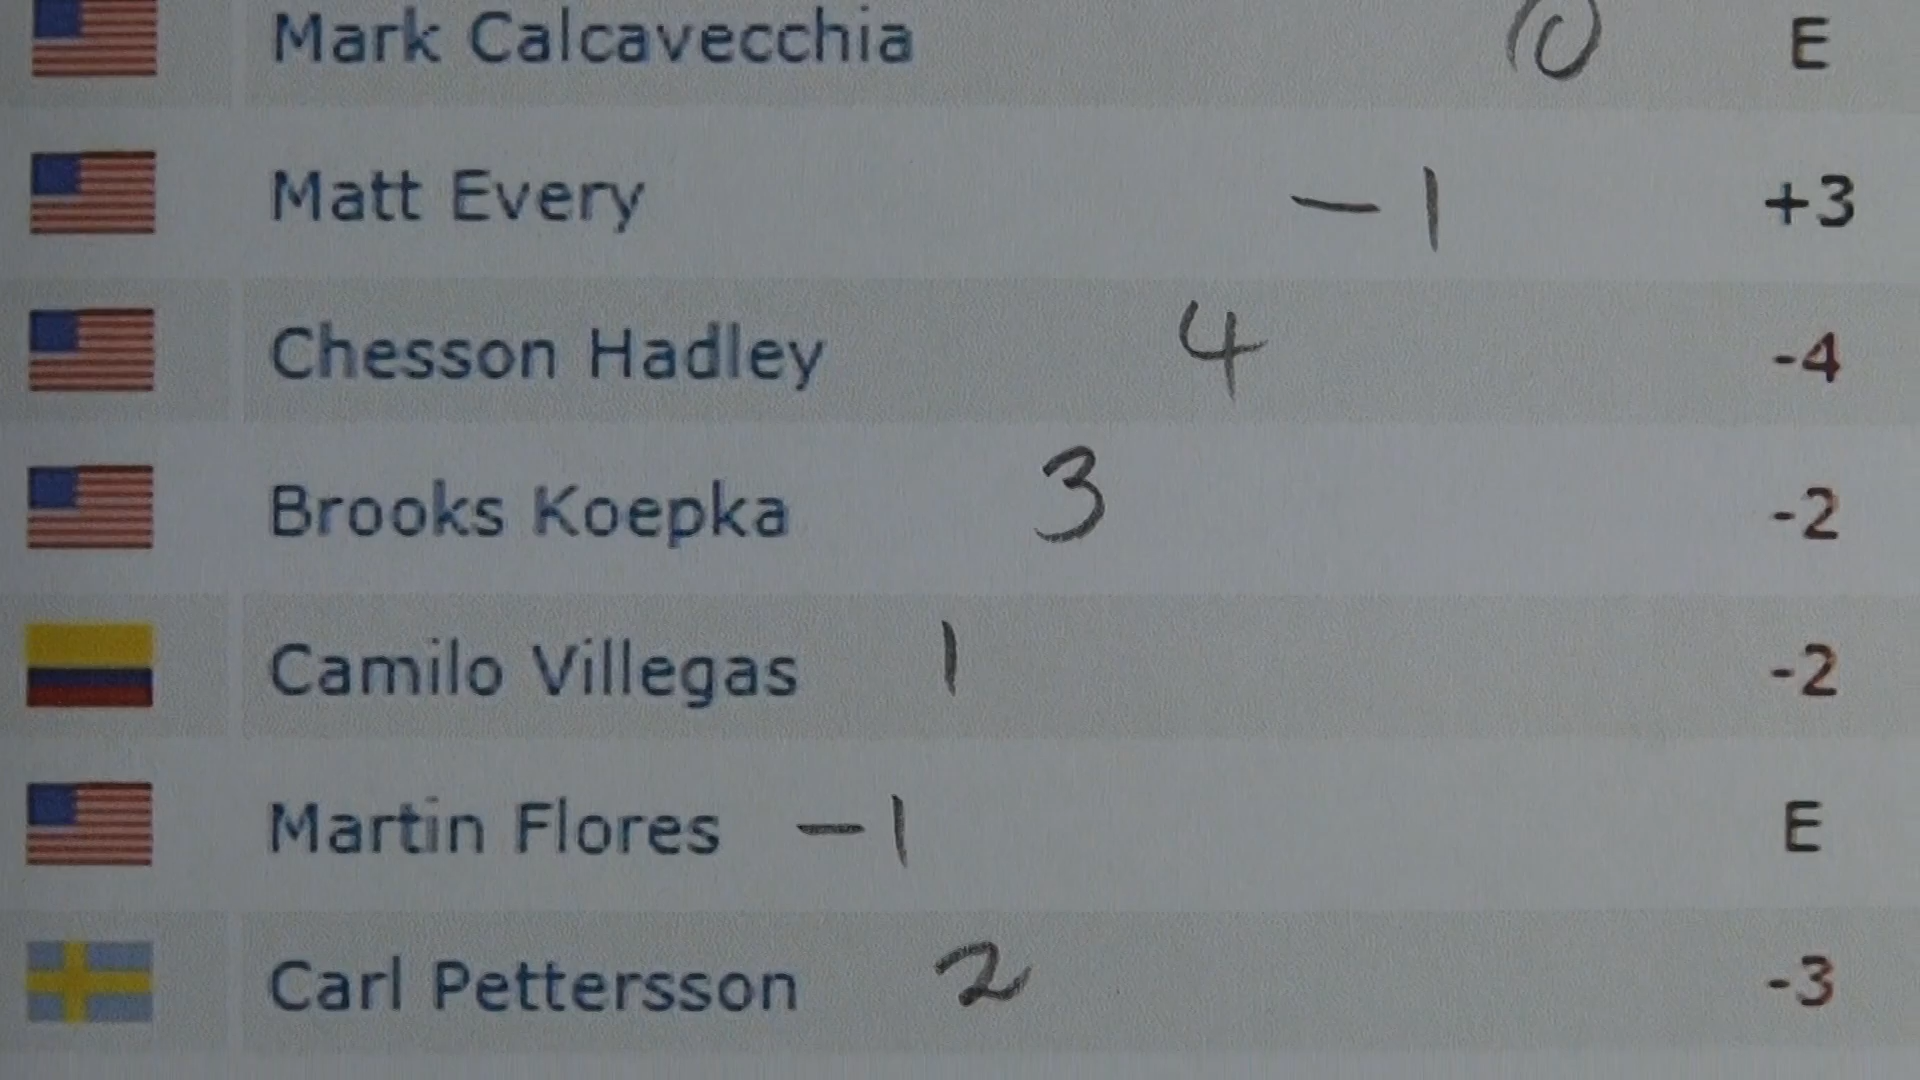 Mark Calcavecchia 0 E
Matt Every -1 +3
Chesson Hadley 4 -4
Brooks Koepka 3 -2
Camilo Villegas 1 -2
Martin Flores -1 E
Carl Pettersson 2 -3